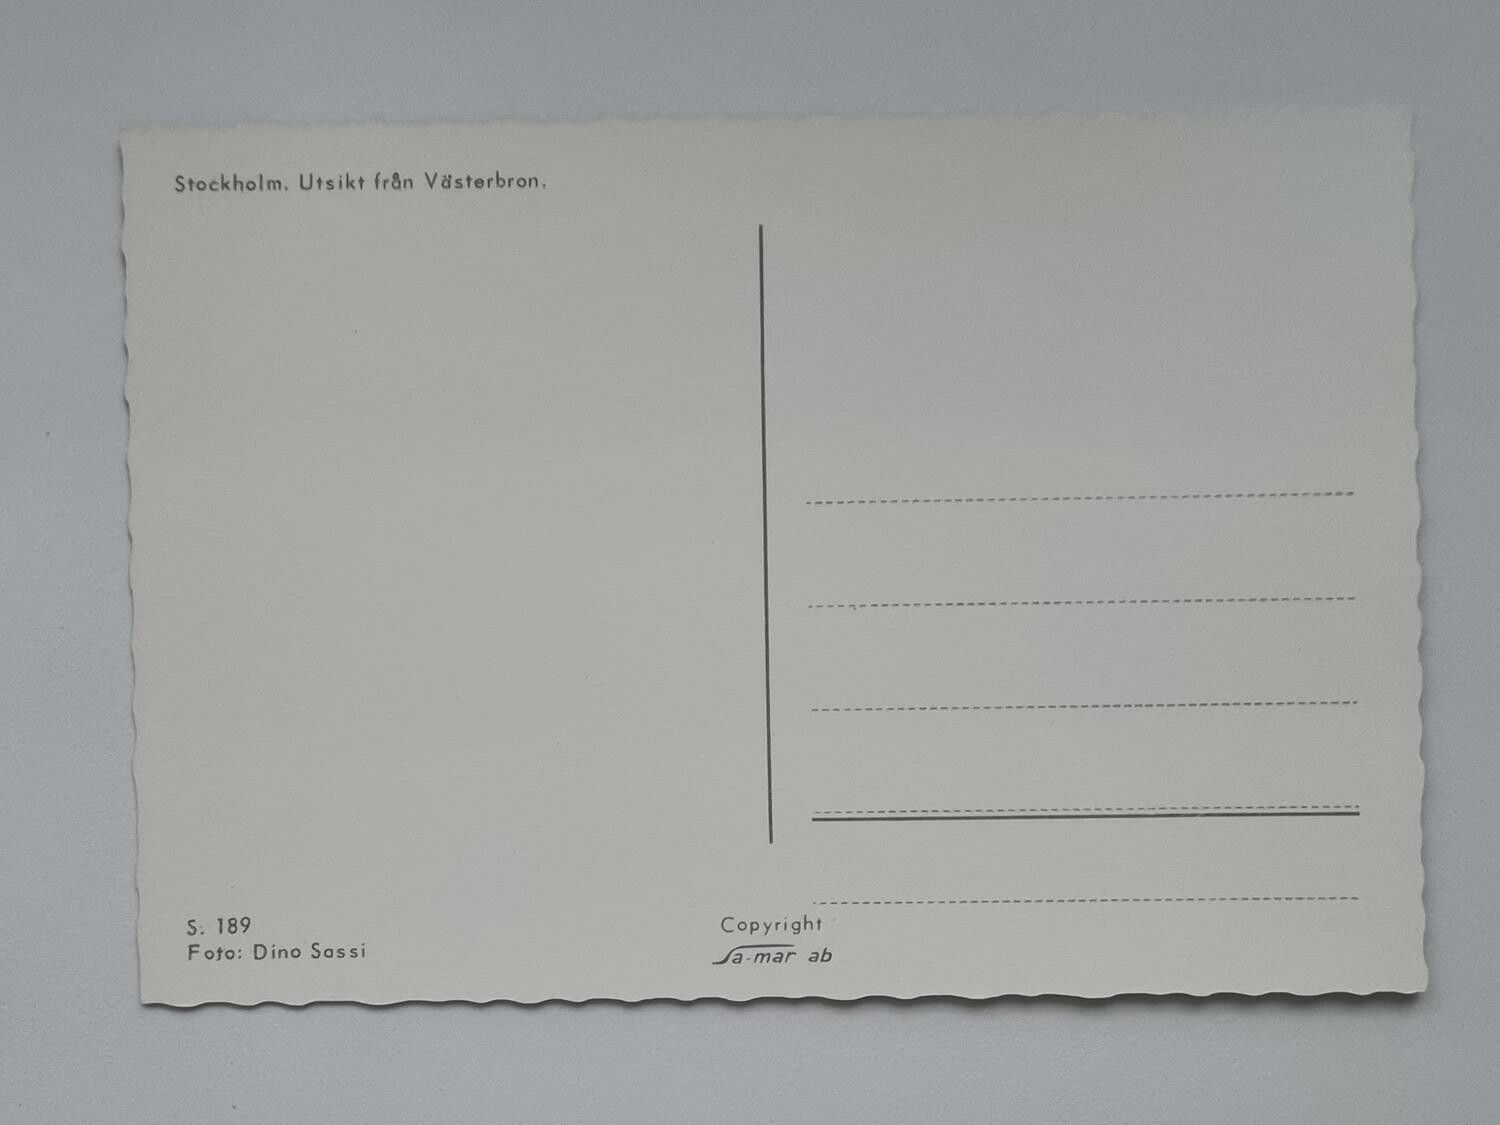 Stockholm. Utsikt från Västerbron.
S. 189
Foto: Dino Sassi
Copyright
Sa-mar ab